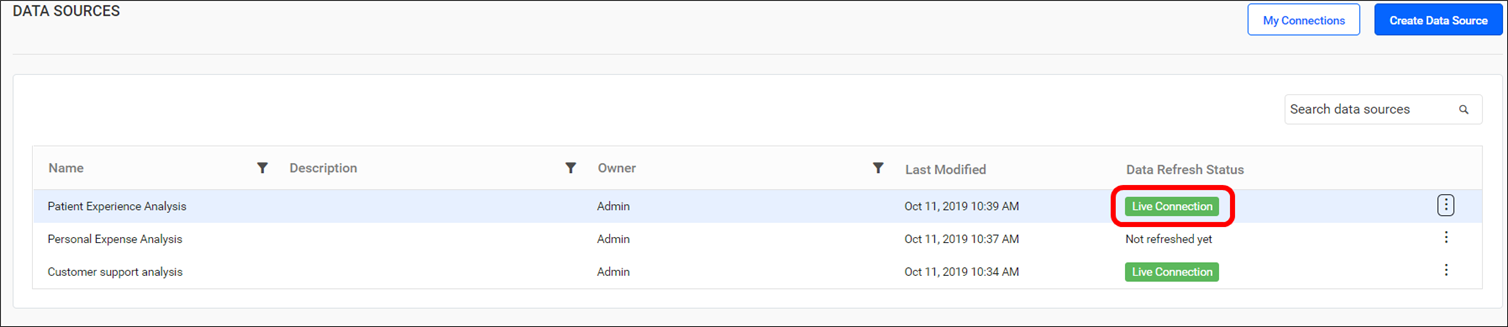 DATA SOURCES
My Connections
Create Data Source
Search data sources
Name Description Owner Last Modified Data Refresh Status
Patient Experience Analysis Admin Oct 11, 2019 10:39 AM Live Connection
Personal Expense Analysis Admin Oct 11, 2019 10:37 AM Not refreshed yet
Customer support analysis Admin Oct 11, 2019 10:34 AM Live Connection